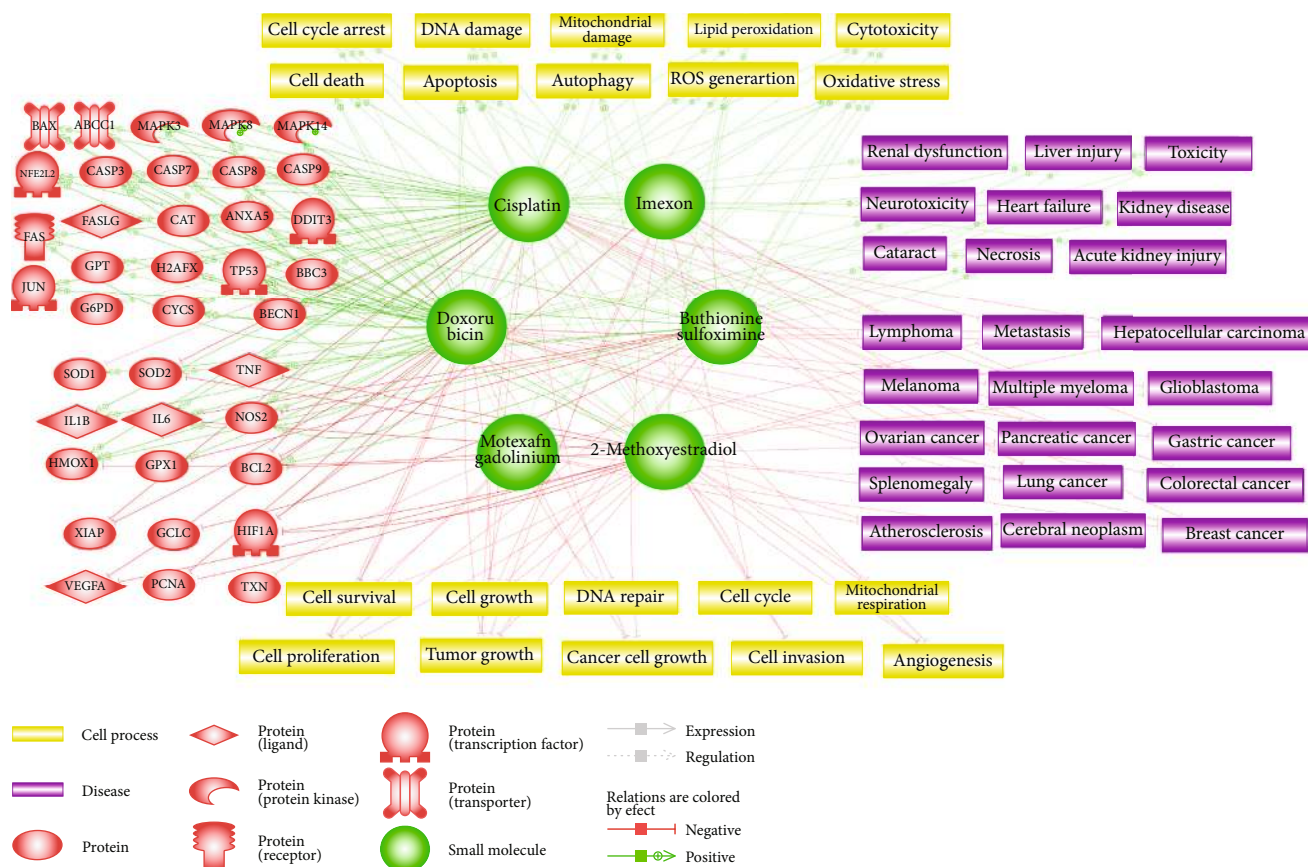 Cell cycle arrest
DNA damage
Mitochondrial
damage
Lipid peroxidation
Cytotoxicity
Cell death
Apoptosis
Autophagy
ROS generartion
Oxidative stress
BAX
ABCC1
MAPK3
MAPK8
MAPK14
NFE2L2
CASP3
CASP7
CASP8
CASP9
FAS
FASLG
CAT
ANXA5
DDIT3
JUN
GPT
H2AFX
TP53
BBC3
G6PD
CYCS
BECN1
SOD1
SOD2
TNF
IL1B
IL6
NOS2
HMOX1
GPX1
BCL2
XIAP
GCLC
HIF1A
VEGFA
PCNA
TXN
Cisplatin
Imexon
Doxoru
bicin
Buthionine
sulfoximine
Motexafn
gadolinium
2-Methoxyestradiol
Renal dysfunction
Liver injury
Toxicity
Neurotoxicity
Heart failure
Kidney disease
Cataract
Necrosis
Acute kidney injury
Lymphoma
Metastasis
Hepatocellular carcinoma
Melanoma
Multiple myeloma
Glioblastoma
Ovarian cancer
Pancreatic cancer
Gastric cancer
Splenomegaly
Lung cancer
Colorectal cancer
Atherosclerosis
Cerebral neoplasm
Breast cancer
Cell survival
Cell growth
DNA repair
Cell cycle
Mitochondrial
respiration
Cell proliferation
Tumor growth
Cancer cell growth
Cell invasion
Angiogenesis
Cell process
Disease
Protein
Protein
(ligand)
Protein
(protein kinase)
Protein
(receptor)
Protein
(transcription factor)
Protein
(transporter)
Small molecule
Expression
Regulation
Relations are colored
by efect
Negative
Positive